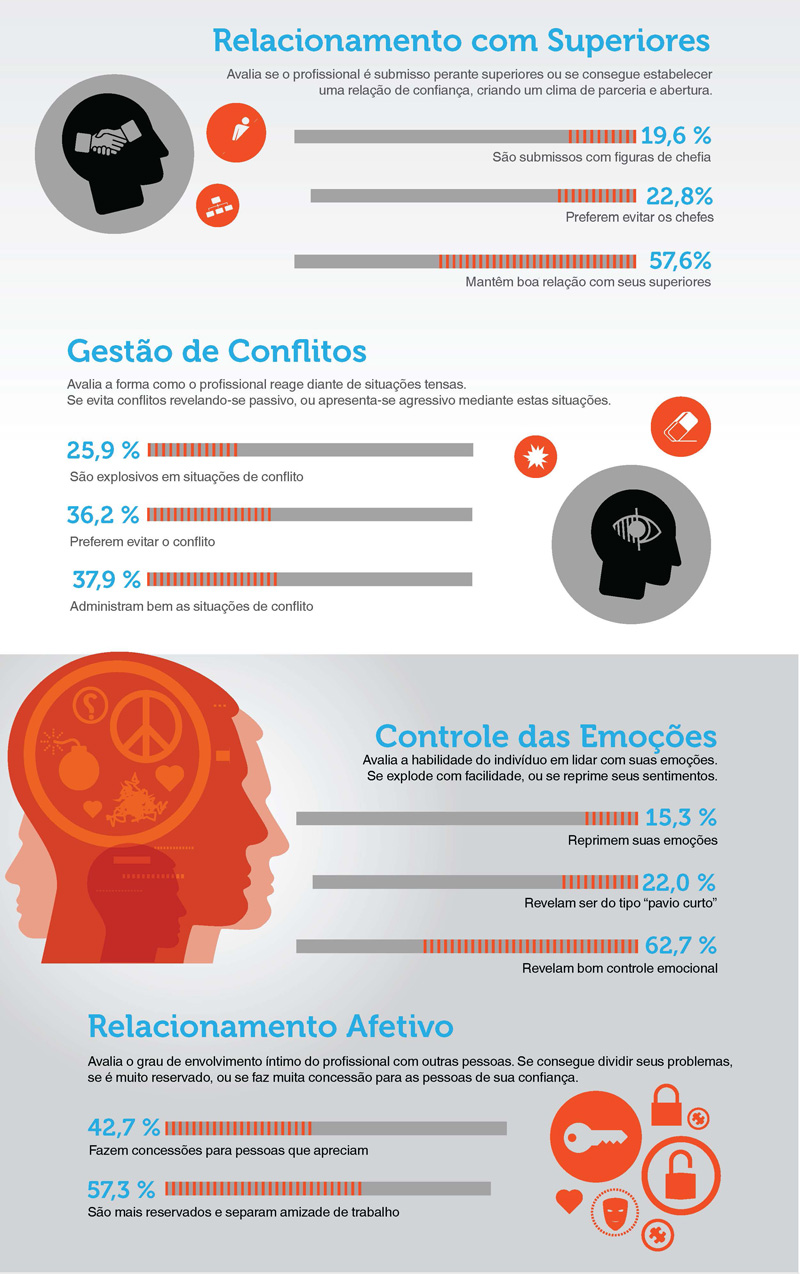 Relacionamento com Superiores
Avalia se o profissional é submisso perante superiores ou se consegue estabelecer
uma relação de confiança, criando um clima de parceria e abertura.
19,6 %
São submissos com figuras de chefia
22,8%
Preferem evitar os chefes
57,6%
Mantêm boa relação com seus superiores
Gestão de Conflitos
Avalia a forma como o profissional reage diante de situações tensas.
Se evita conflitos revelando-se passivo, ou apresenta-se agressivo mediante estas situações.
25,9 %
São explosivos em situações de conflito
36,2 %
Preferem evitar o conflito
37,9 %
Administram bem as situações de conflito
Controle das Emoções
Avalia a habilidade do indivíduo em lidar com suas emoções.
Se explode com facilidade, ou se reprime seus sentimentos.
15,3 %
Reprimem suas emoções
22,0 %
Revelam ser do tipo “pavio curto”
62,7 %
Revelam bom controle emocional
Relacionamento Afetivo
Avalia o grau de envolvimento íntimo do profissional com outras pessoas. Se consegue dividir seus problemas,
se é muito reservado, ou se faz muita concessão para as pessoas de sua confiança.
42,7 %
Fazem concessões para pessoas que apreciam
57,3 %
São mais reservados e separam amizade de trabalho